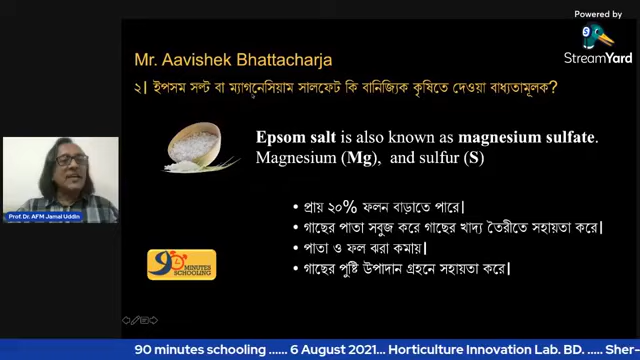 Powered by
StreamYard
Mr. Aavishek Bhattacharja
২। ইপসম সল্ট বা ম্যাগনেসিয়াম সালফেট কি বানিজ্যিক কৃষিতে দেওয়া বাধ্যতামূলক?
Epsom salt is also known as magnesium sulfate.
Magnesium (Mg), and sulfur (S)
• প্রায় ২০% ফলন বাড়াতে পারে।
• গাছের পাতা সবুজ করে গাছের খাদ্য তৈরীতে সহায়তা করে।
• পাতা ও ফল ঝরা কমায়।
• গাছের পুষ্টি উপাদান গ্রহনে সহায়তা করে।
Prof. Dr. AFM Jamal Uddin
90 MINUTES
SCHOOLING
90 minutes schooling ...... 6 August 2021... Horticulture Innovation Lab. BD. ..... Sher-